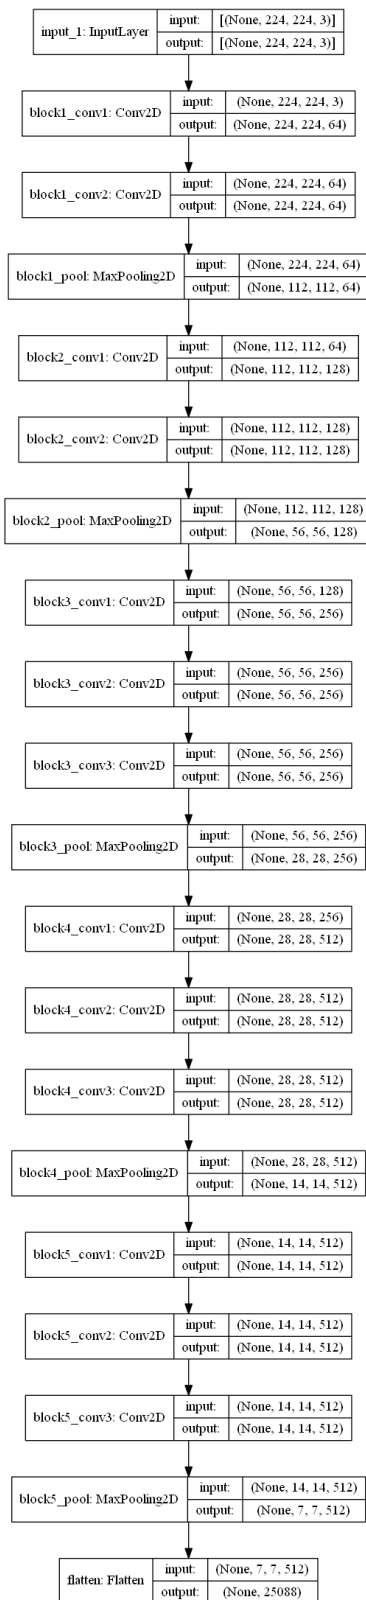 input_1: InputLayer
input: [(None, 224, 224, 3)]
output: [(None, 224, 224, 3)]
block1_conv1: Conv2D
input: (None, 224, 224, 3)
output: (None, 224, 224, 64)
block1_conv2: Conv2D
input: (None, 224, 224, 64)
output: (None, 224, 224, 64)
block1_pool: MaxPooling2D
input: (None, 224, 224, 64)
output: (None, 112, 112, 64)
block2_conv1: Conv2D
input: (None, 112, 112, 64)
output: (None, 112, 112, 128)
block2_conv2: Conv2D
input: (None, 112, 112, 128)
output: (None, 112, 112, 128)
block2_pool: MaxPooling2D
input: (None, 112, 112, 128)
output: (None, 56, 56, 128)
block3_conv1: Conv2D
input: (None, 56, 56, 128)
output: (None, 56, 56, 256)
block3_conv2: Conv2D
input: (None, 56, 56, 256)
output: (None, 56, 56, 256)
block3_conv3: Conv2D
input: (None, 56, 56, 256)
output: (None, 56, 56, 256)
block3_pool: MaxPooling2D
input: (None, 56, 56, 256)
output: (None, 28, 28, 256)
block4_conv1: Conv2D
input: (None, 28, 28, 256)
output: (None, 28, 28, 512)
block4_conv2: Conv2D
input: (None, 28, 28, 512)
output: (None, 28, 28, 512)
block4_conv3: Conv2D
input: (None, 28, 28, 512)
output: (None, 28, 28, 512)
block4_pool: MaxPooling2D
input: (None, 28, 28, 512)
output: (None, 14, 14, 512)
block5_conv1: Conv2D
input: (None, 14, 14, 512)
output: (None, 14, 14, 512)
block5_conv2: Conv2D
input: (None, 14, 14, 512)
output: (None, 14, 14, 512)
block5_conv3: Conv2D
input: (None, 14, 14, 512)
output: (None, 14, 14, 512)
block5_pool: MaxPooling2D
input: (None, 14, 14, 512)
output: (None, 7, 7, 512)
flatten: Flatten
input: (None, 7, 7, 512)
output: (None, 25088)